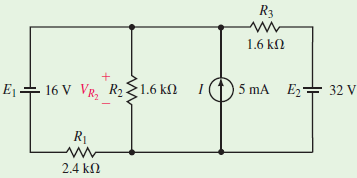 R3
1.6 kΩ
E1 16 V + VR2 − R2 1.6 kΩ I 5 mA E2 32 V
R1
2.4 kΩ